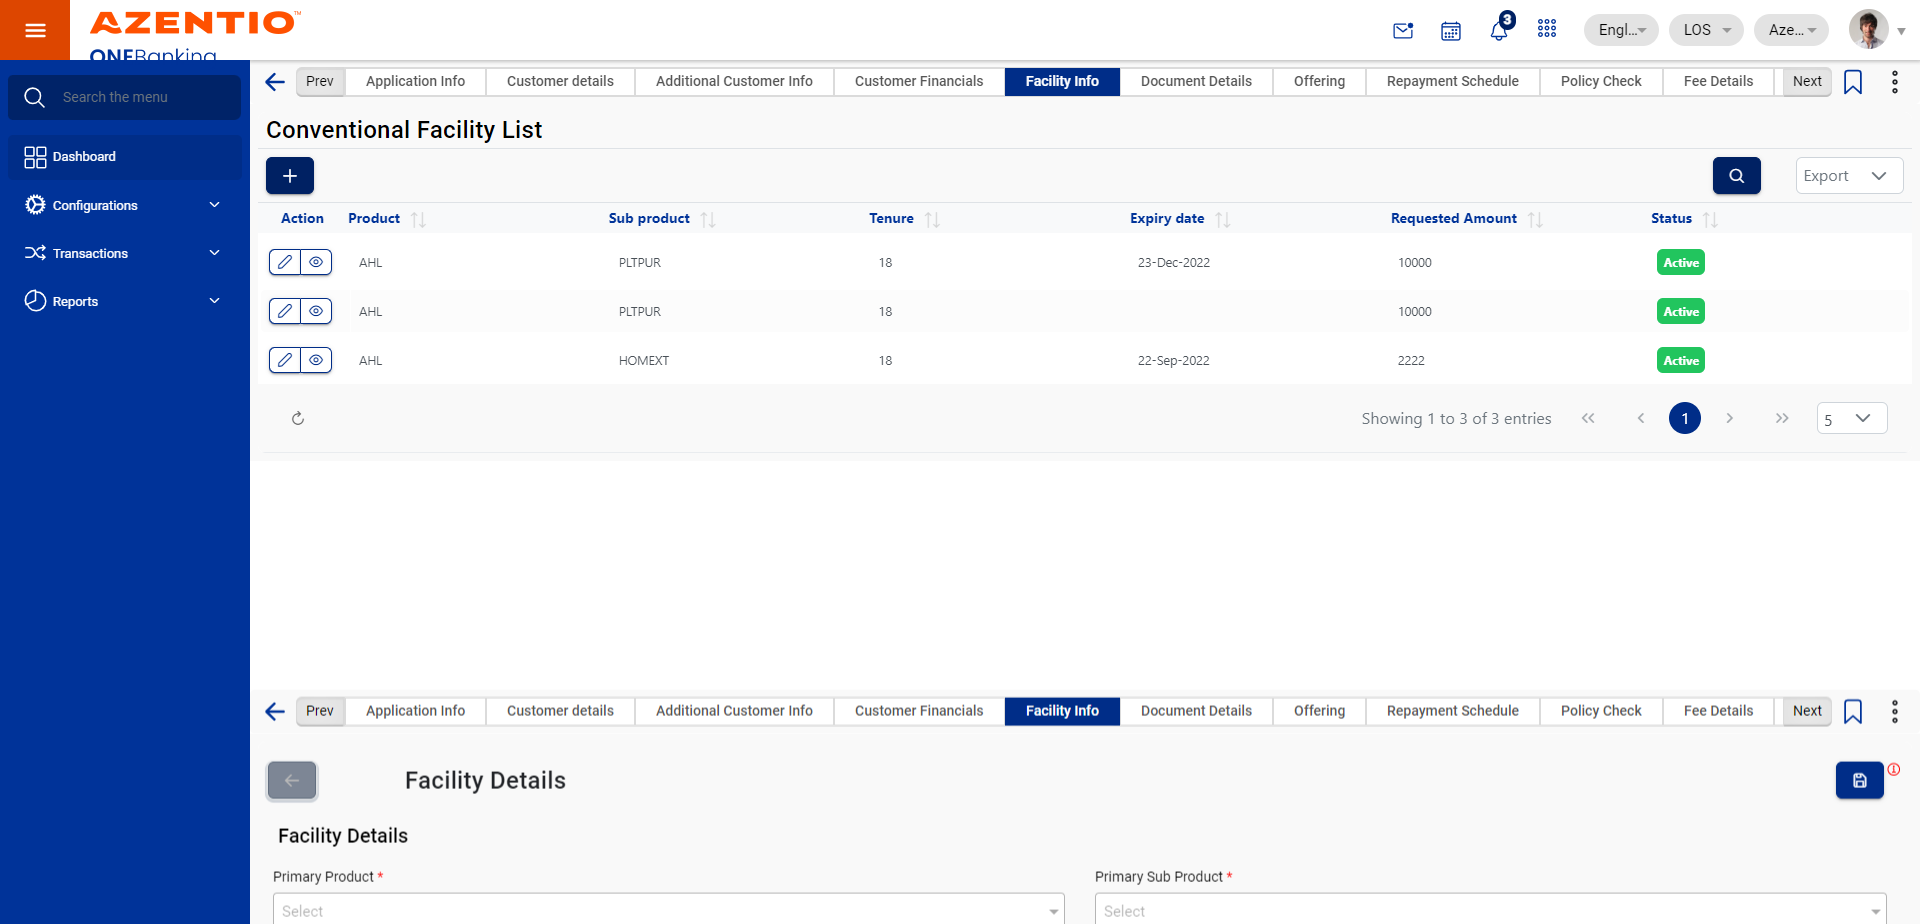 AZENTIO™
ONEBanking
3
Engl...
LOS
Aze...
Search the menu
Dashboard
Configurations
Transactions
Reports
Prev
Application Info
Customer details
Additional Customer Info
Customer Financials
Facility Info
Document Details
Offering
Repayment Schedule
Policy Check
Fee Details
Next
Conventional Facility List
Export
Action Product Sub product Tenure Expiry date Requested Amount Status
AHL PLTPUR 18 23-Dec-2022 10000 Active
AHL PLTPUR 18 10000 Active
AHL HOMEXT 18 22-Sep-2022 2222 Active
Showing 1 to 3 of 3 entries
1
5
Prev
Application Info
Customer details
Additional Customer Info
Customer Financials
Facility Info
Document Details
Offering
Repayment Schedule
Policy Check
Fee Details
Next
Facility Details
Facility Details
Primary Product *
Primary Sub Product *
Select
Select